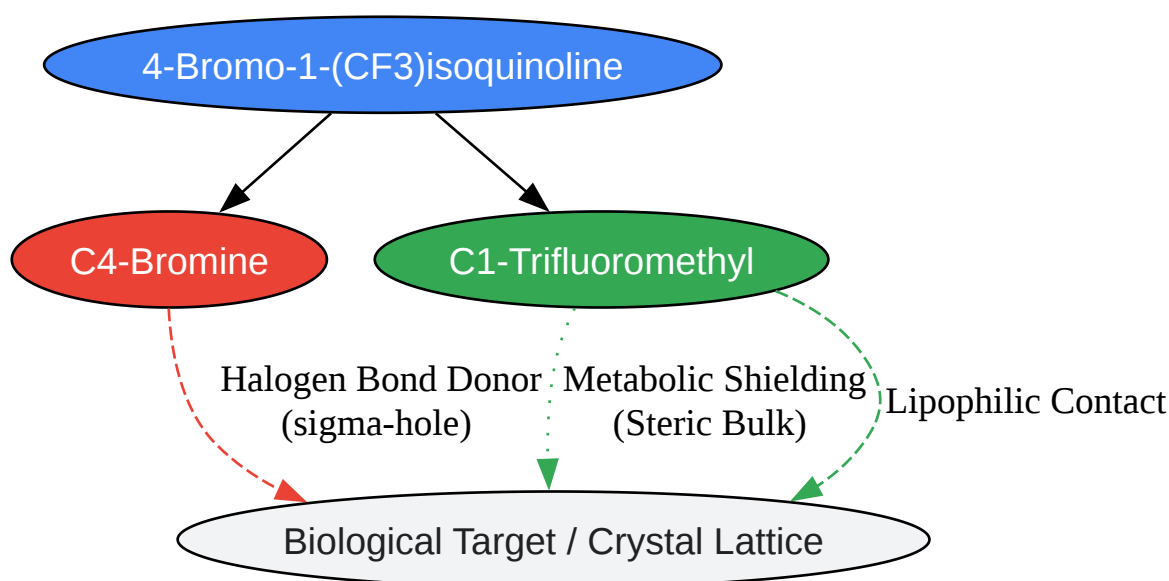 4-Bromo-1-(CF3)isoquinoline
C4-Bromine
C1-Trifluoromethyl
Halogen Bond Donor
(sigma-hole)
Metabolic Shielding
(Steric Bulk)
Lipophilic Contact
Biological Target / Crystal Lattice